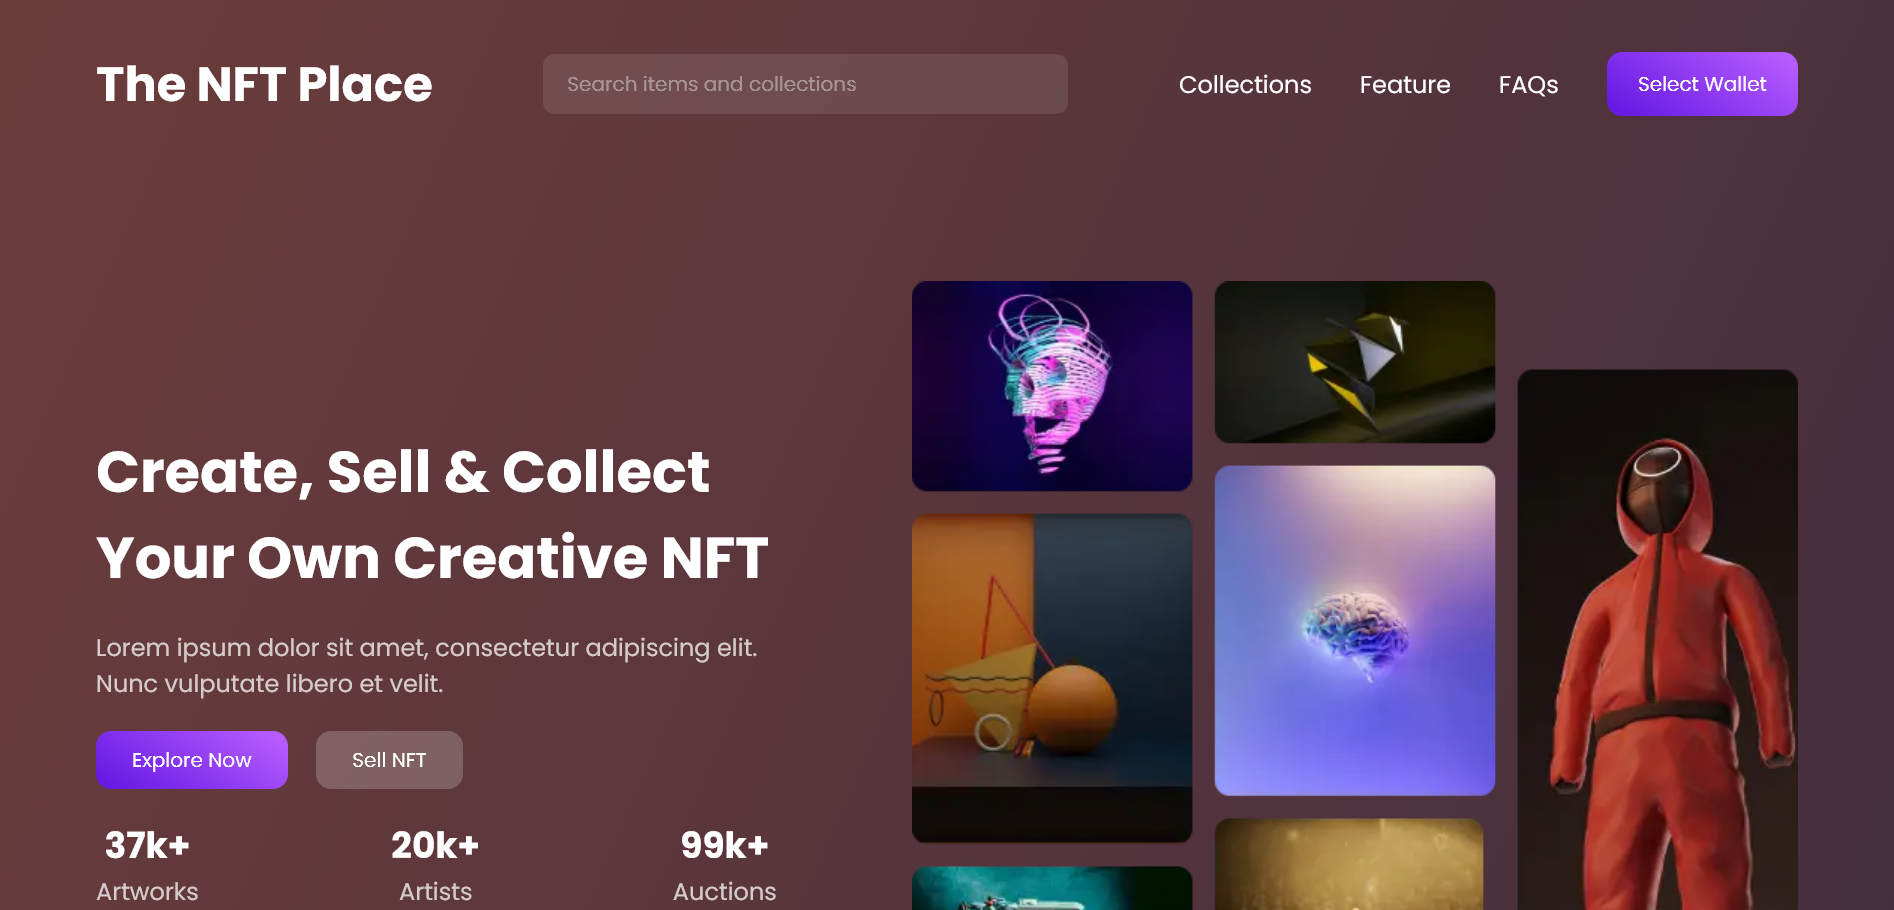 The NFT Place
Search items and collections
Collections
Feature
FAQs
Select Wallet
Create, Sell & Collect
Your Own Creative NFT
Lorem ipsum dolor sit amet, consectetur adipiscing elit.
Nunc vulputate libero et velit.
Explore Now
Sell NFT
37k+
Artworks
20k+
Artists
99k+
Auctions